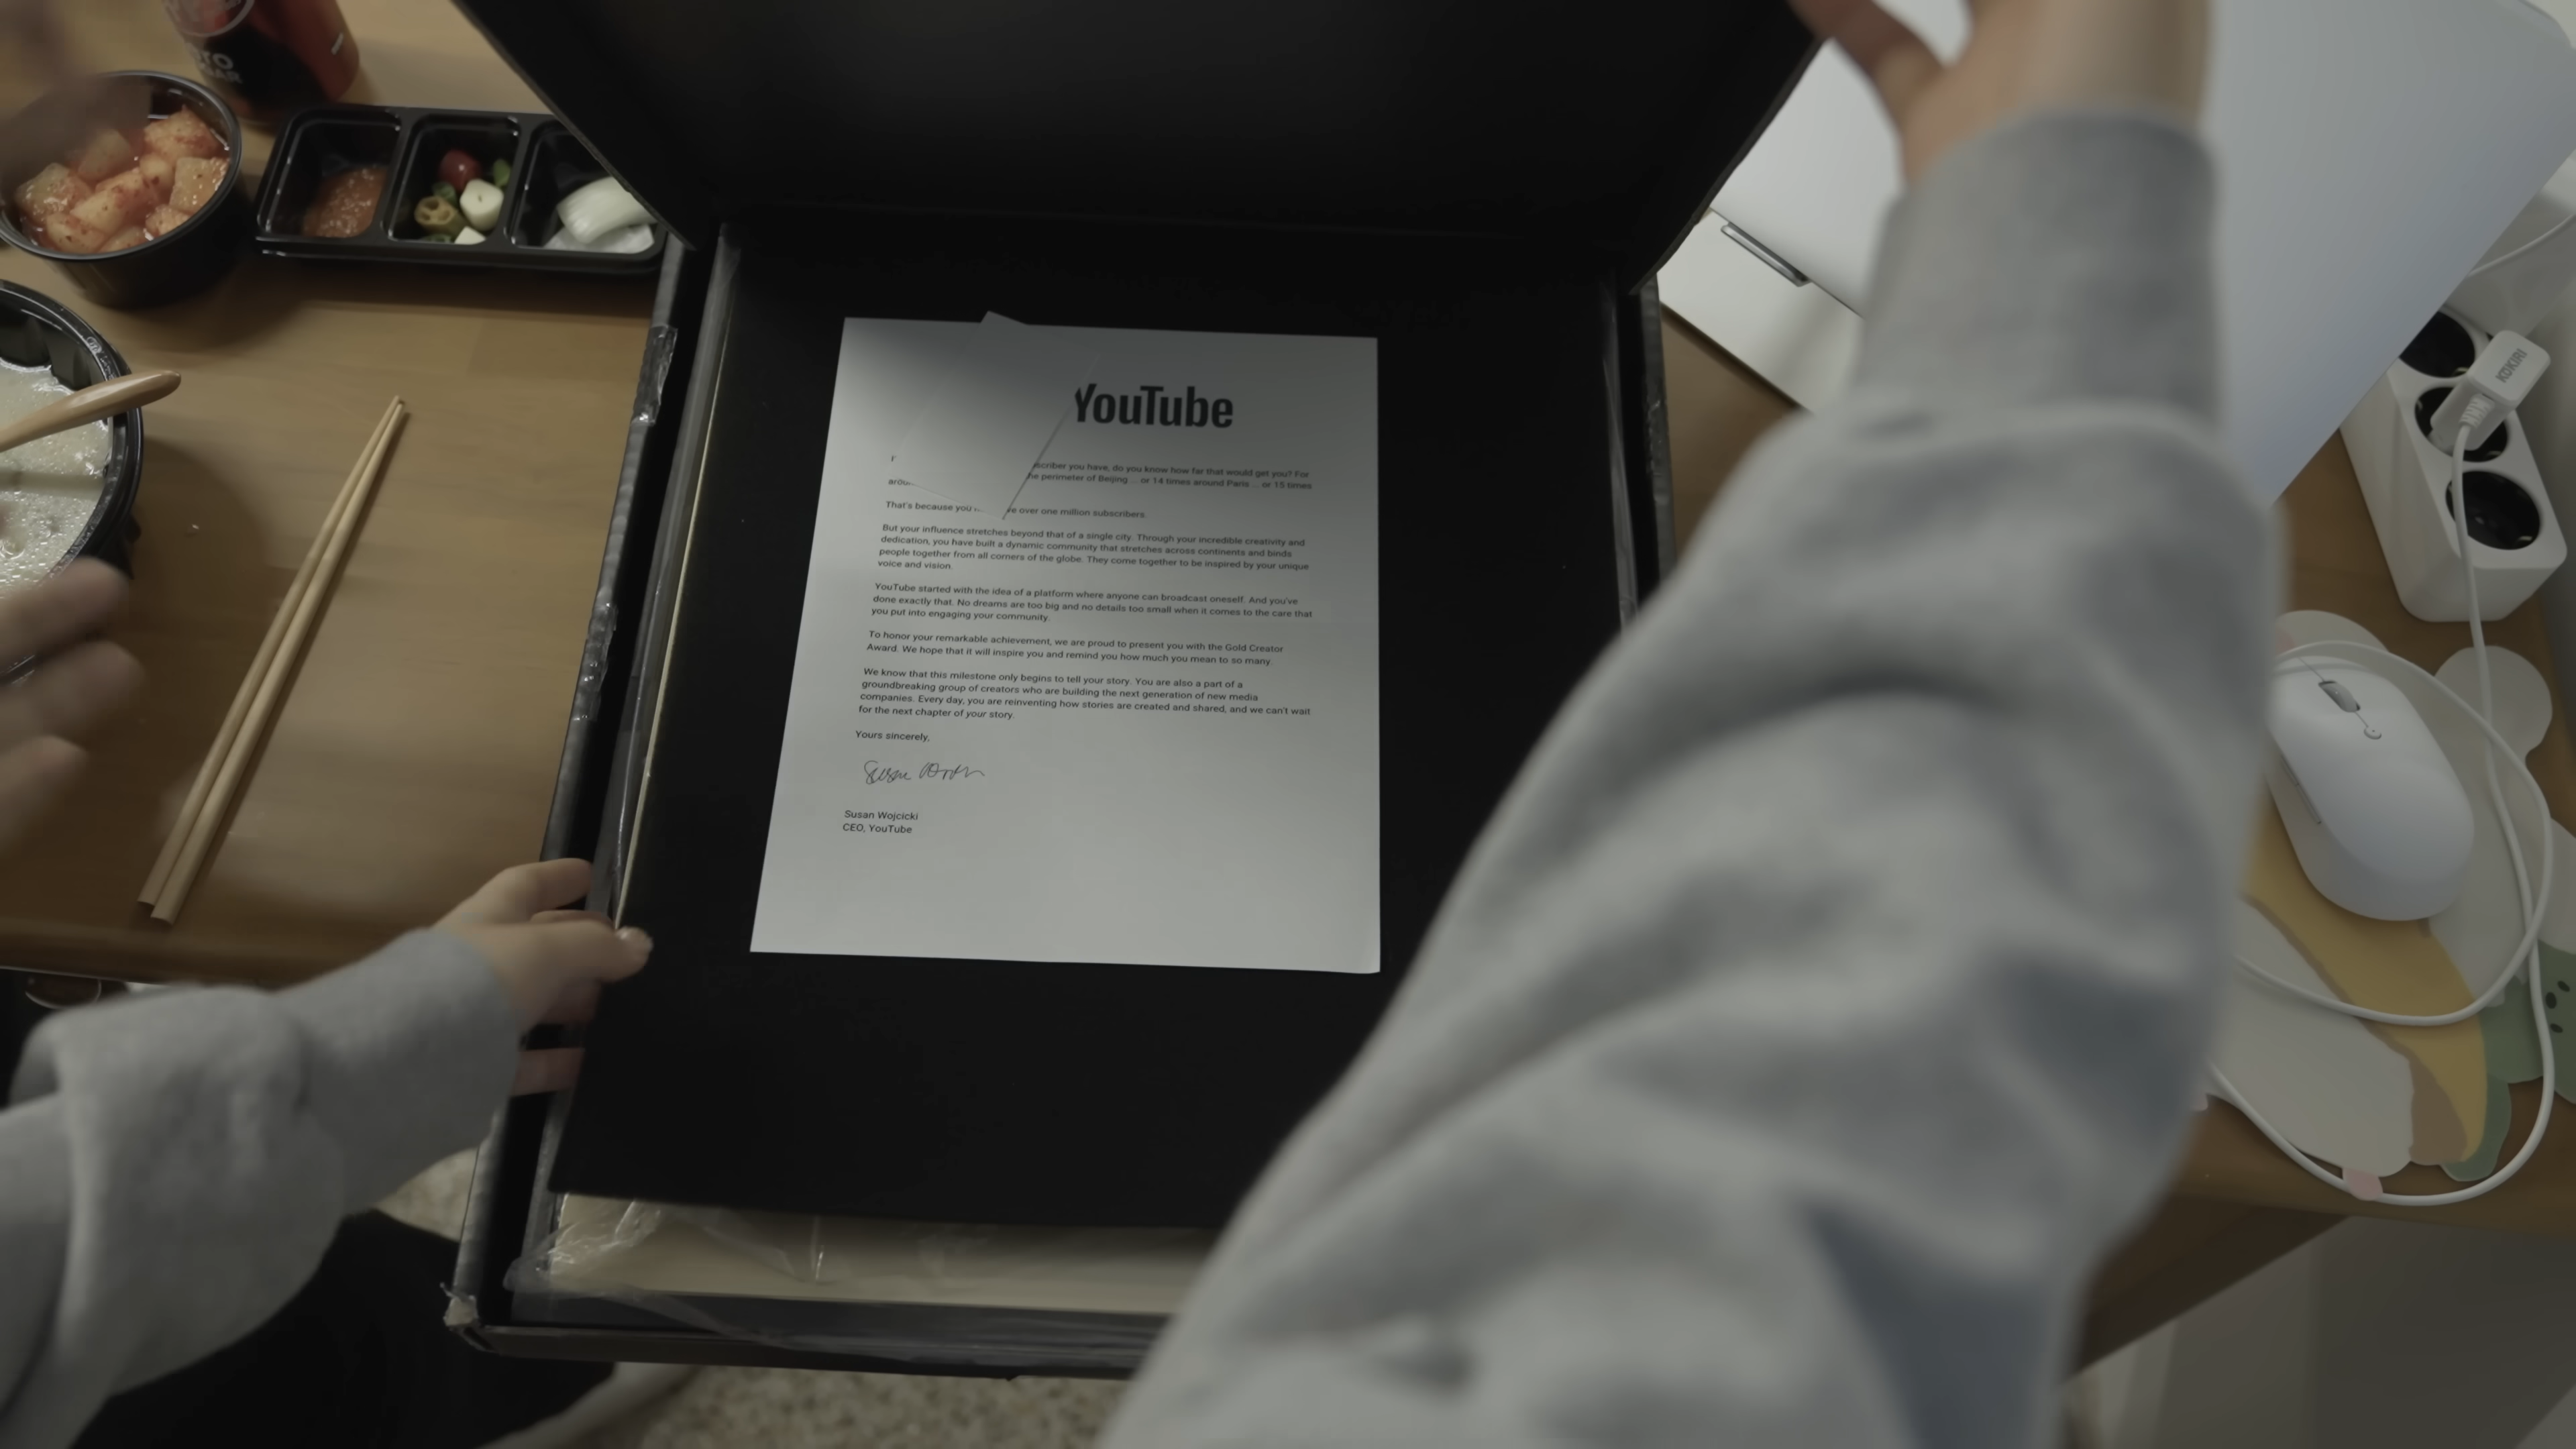 YouTube
scriber you have, do you know how far that would get you? For
he perimeter of Beijing ... or 14 times around Paris ... or 15 times
That's because you over one million subscribers.
But your influence stretches beyond that of a single city. Through your incredible creativity and
dedication, you have built a dynamic community that stretches across continents and binds
people together from all corners of the globe. They come together to be inspired by your unique
voice and vision.
YouTube started with the idea of a platform where anyone can broadcast oneself. And you've
done exactly that. No dreams are too big and no details too small when it comes to the care that
you put into engaging your community.
To honor your remarkable achievement, we are proud to present you with the Gold Creator
Award. We hope that it will inspire you and remind you how much you mean to so many.
We know that this milestone only begins to tell your story. You are also a part of a
groundbreaking group of creators who are building the next generation of new media
companies. Every day, you are reinventing how stories are created and shared, and we can't wait
for the next chapter of your story.
Yours sincerely,
Susan Wojcicki
CEO, YouTube
KOKIRI